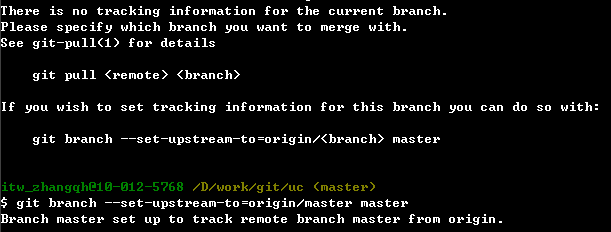 There is no tracking information for the current branch.
Please specify which branch you want to merge with.
See git-pull(1) for details
git pull <remote> <branch>
If you wish to set tracking information for this branch you can do so with:
git branch --set-upstream-to=origin/<branch> master
itw_zhangqh@10-012-5768 /D/work/git/uc (master)
$ git branch --set-upstream-to=origin/master master
Branch master set up to track remote branch master from origin.